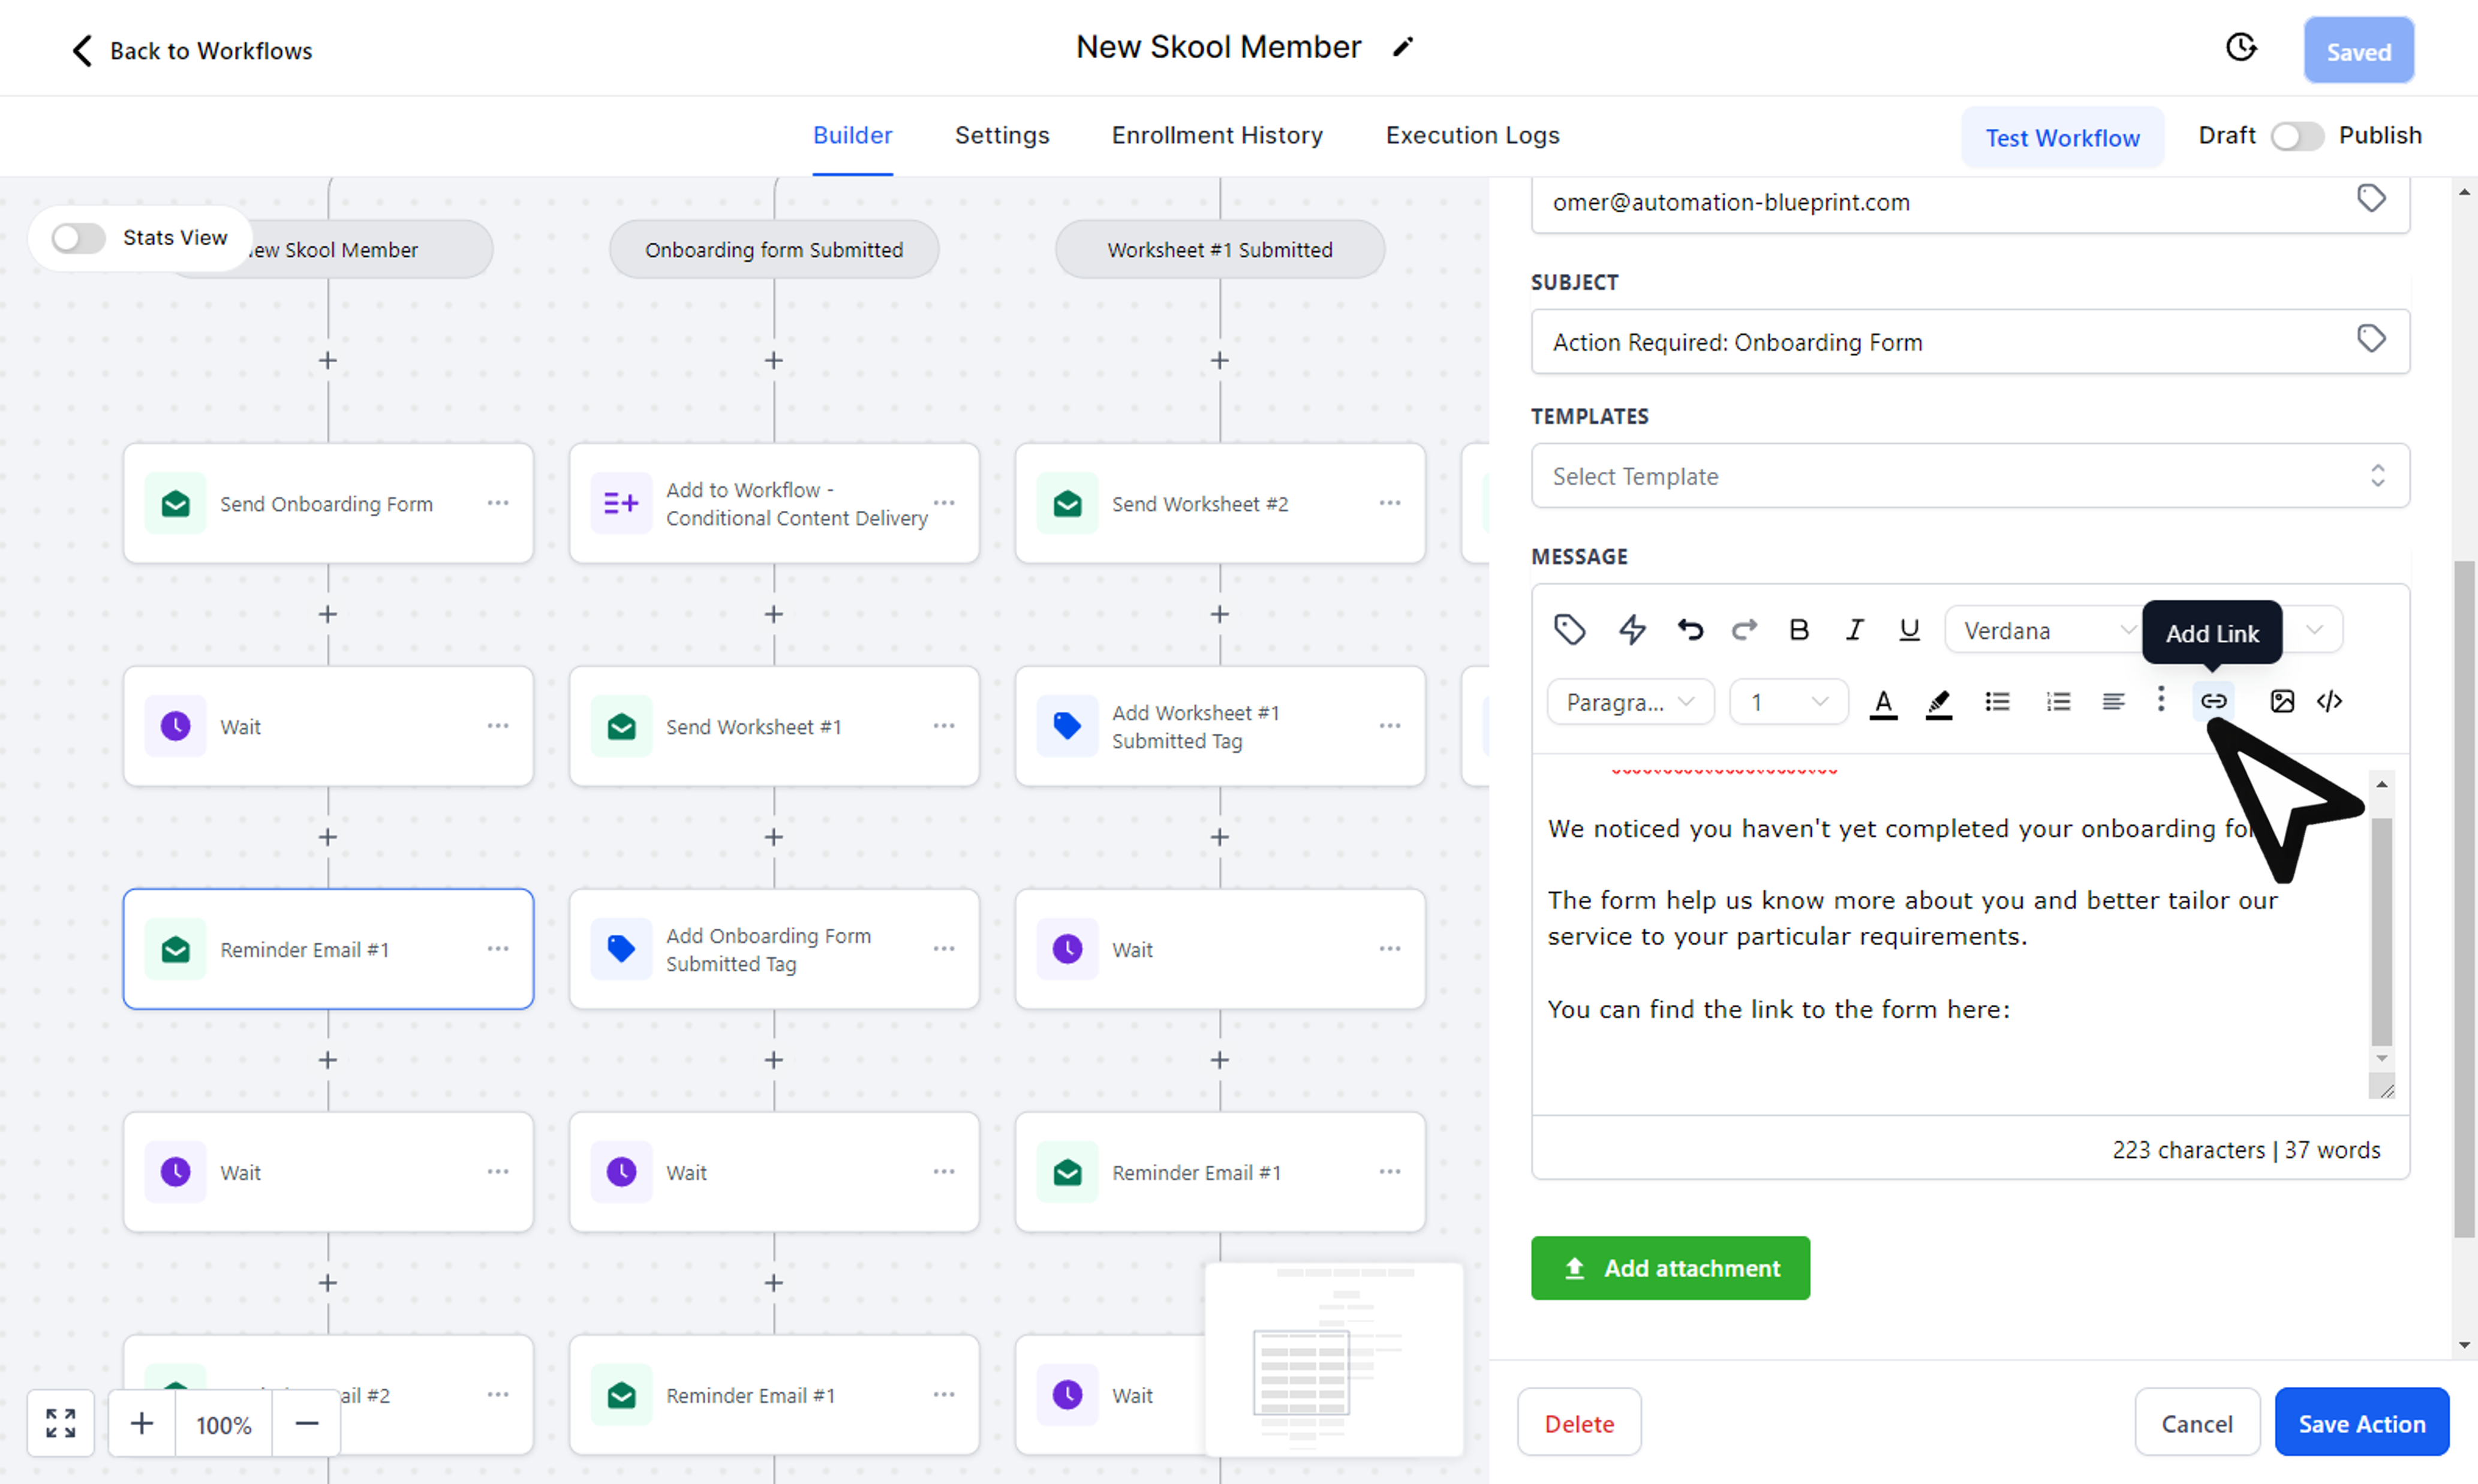 Back to Workflows
New Skool Member
Saved
Builder
Settings
Enrollment History
Execution Logs
Test Workflow
Draft
Publish
Stats View
Skool Member
Onboarding form Submitted
Worksheet #1 Submitted
Send Onboarding Form
Add to Workflow -
Conditional Content Delivery
Send Worksheet #2
Wait
Send Worksheet #1
Add Worksheet #1
Submitted Tag
Reminder Email #1
Add Onboarding Form
Submitted Tag
Wait
Wait
Wait
Reminder Email #1
#2
Reminder Email #1
Wait
100%
omer@automation-blueprint.com
SUBJECT
Action Required: Onboarding Form
TEMPLATES
Select Template
MESSAGE
B I U
Verdana
Add Link
Paragra...
1
A
We noticed you haven't yet completed your onboarding
The form help us know more about you and better tailor our
service to your particular requirements.
You can find the link to the form here:
223 characters | 37 words
Add attachment
Delete
Cancel
Save Action